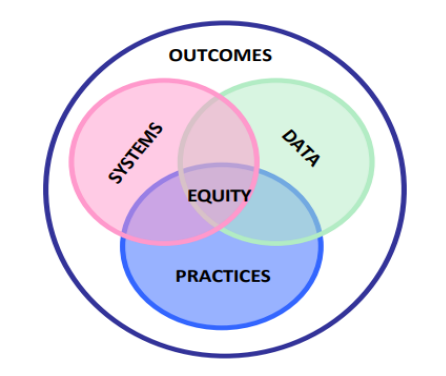 OUTCOMES
SYSTEMS
DATA
EQUITY
PRACTICES